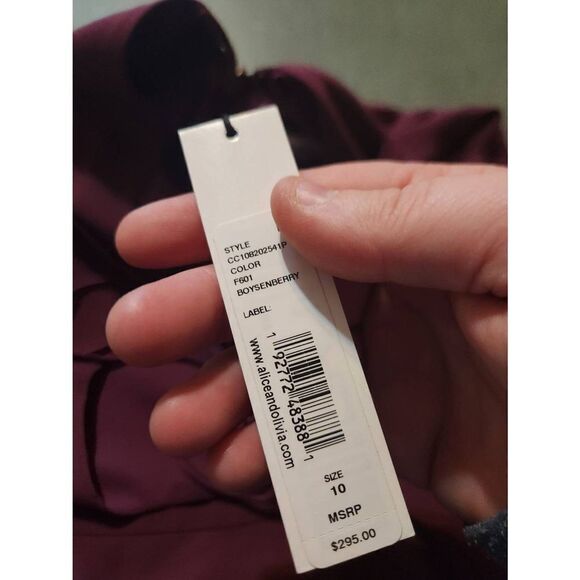 STYLE
CC108202541P
COLOR
F601
BOYSENBERRY
LABEL:
1 92772 48388 1
www.aliceandolivia.com
SIZE
10
MSRP
$295.00